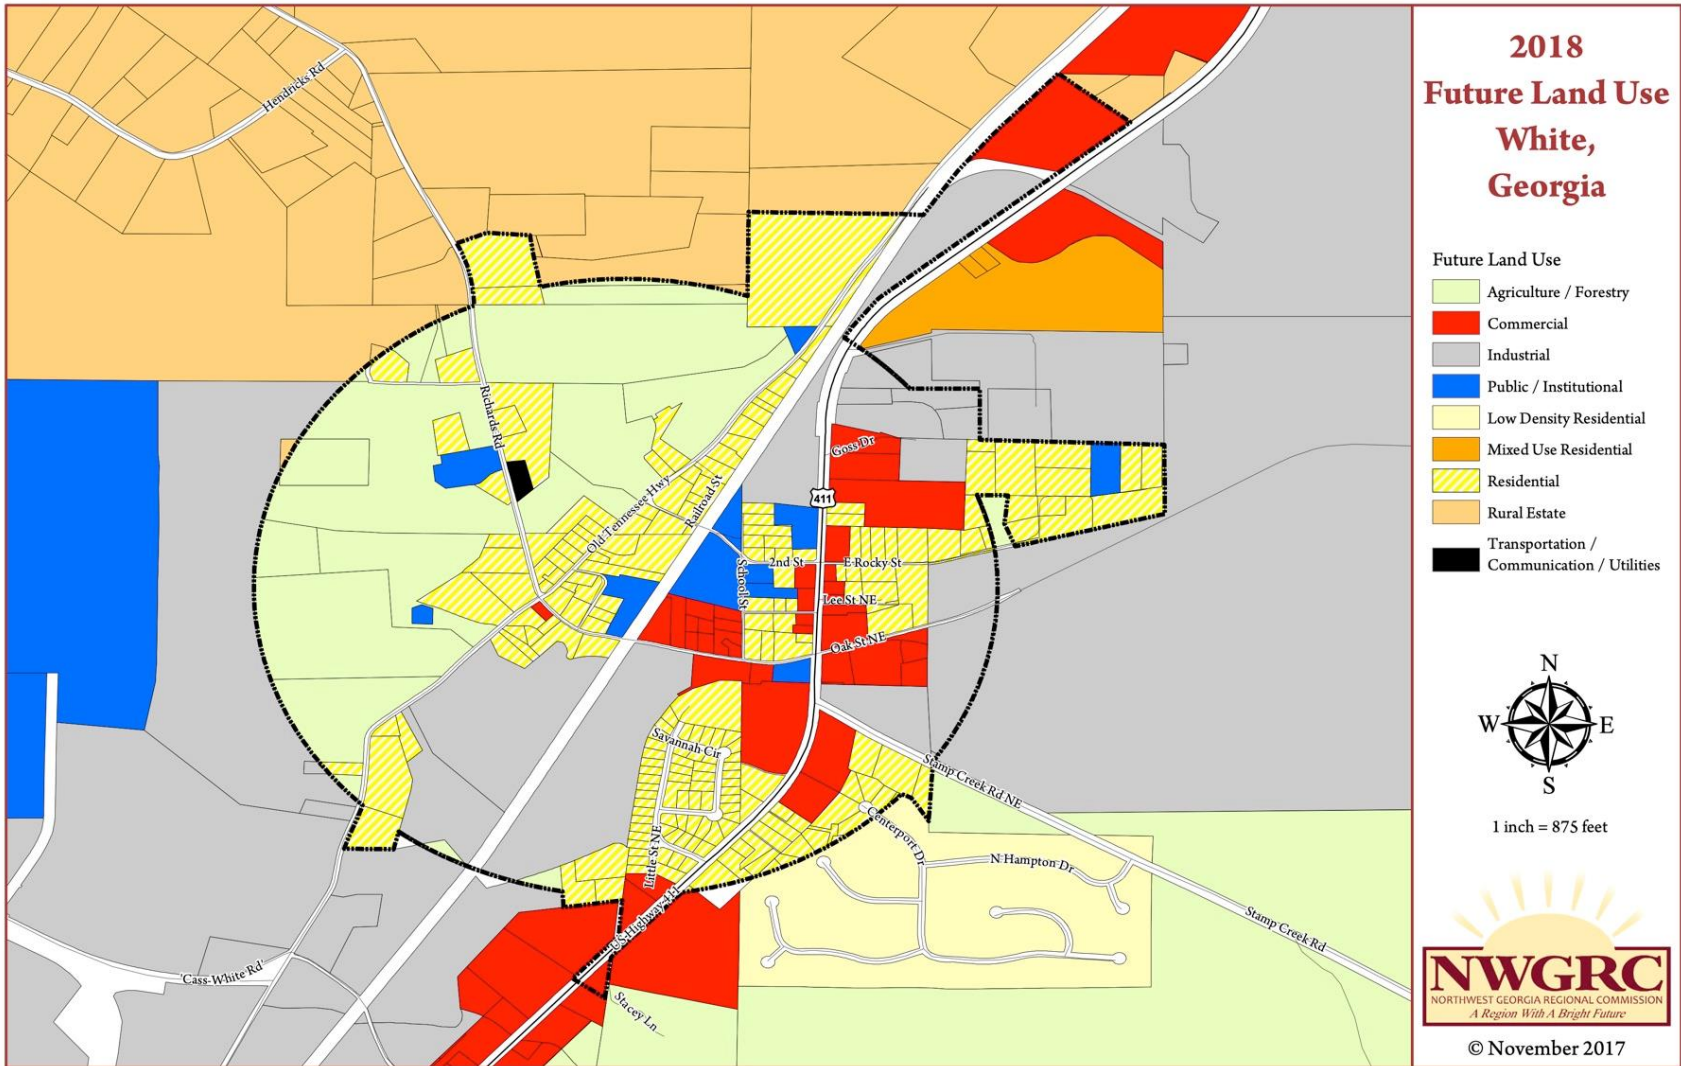 2018
Future Land Use
White,
Georgia
Future Land Use
Agriculture / Forestry
Commercial
Industrial
Public / Institutional
Low Density Residential
Mixed Use Residential
Residential
Rural Estate
Transportation /
Communication / Utilities
N
W
E
S
1 inch = 875 feet
NWGRC
NORTHWEST GEORGIA REGIONAL COMMISSION
A Region With A Bright Future
© November 2017
Hendricks Rd
Richards Rd
Goss Dr
Old Tennessee Hwy
Railroad St
411
2nd St
E Rocky St
School St
Lee St NE
Oak St NE
Savannah Cir
Stamp Creek Rd NE
Centerport Dr
N Hampton Dr
Little St NE
US Highway 411
Stamp Creek Rd
'Cass-White Rd'
Stacey Ln